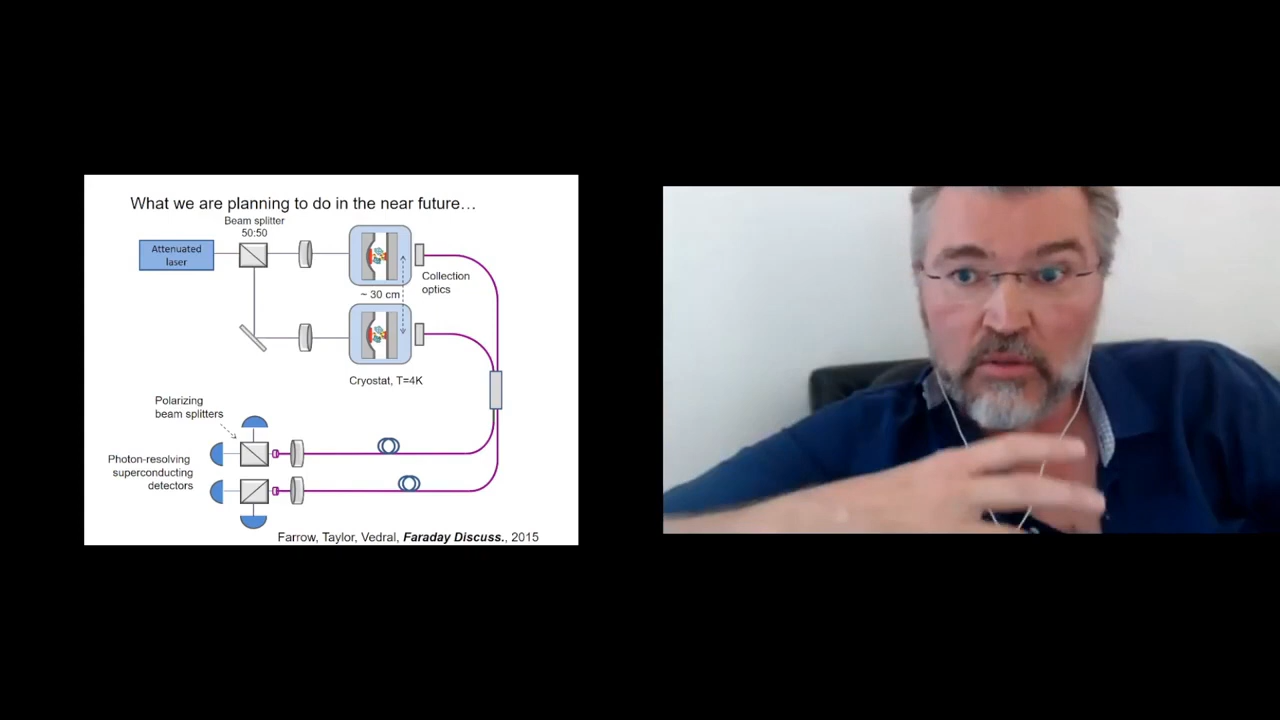 What we are planning to do in the near future…
Beam splitter
50:50
Attenuated
laser
Collection
optics
~ 30 cm
Cryostat, T=4K
Polarizing
beam splitters
Photon-resolving
superconducting
detectors
Farrow, Taylor, Vedral, Faraday Discuss., 2015